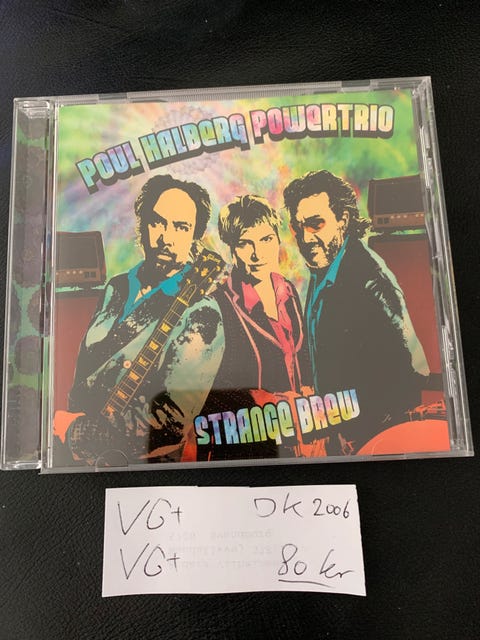 POUL HALBERG POWERTRIO
STRANGE BREW
VG+ DK 2006
VG+ 80 kr